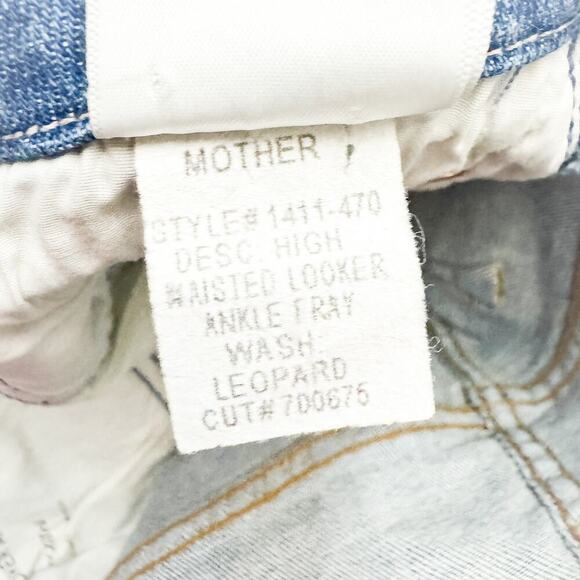 MOTHER
STYLE# 1411-470
DESC. HIGH
WAISTED LOOKER
ANKLE FRAY
WASH:
LEOPARD
CUT# 700675